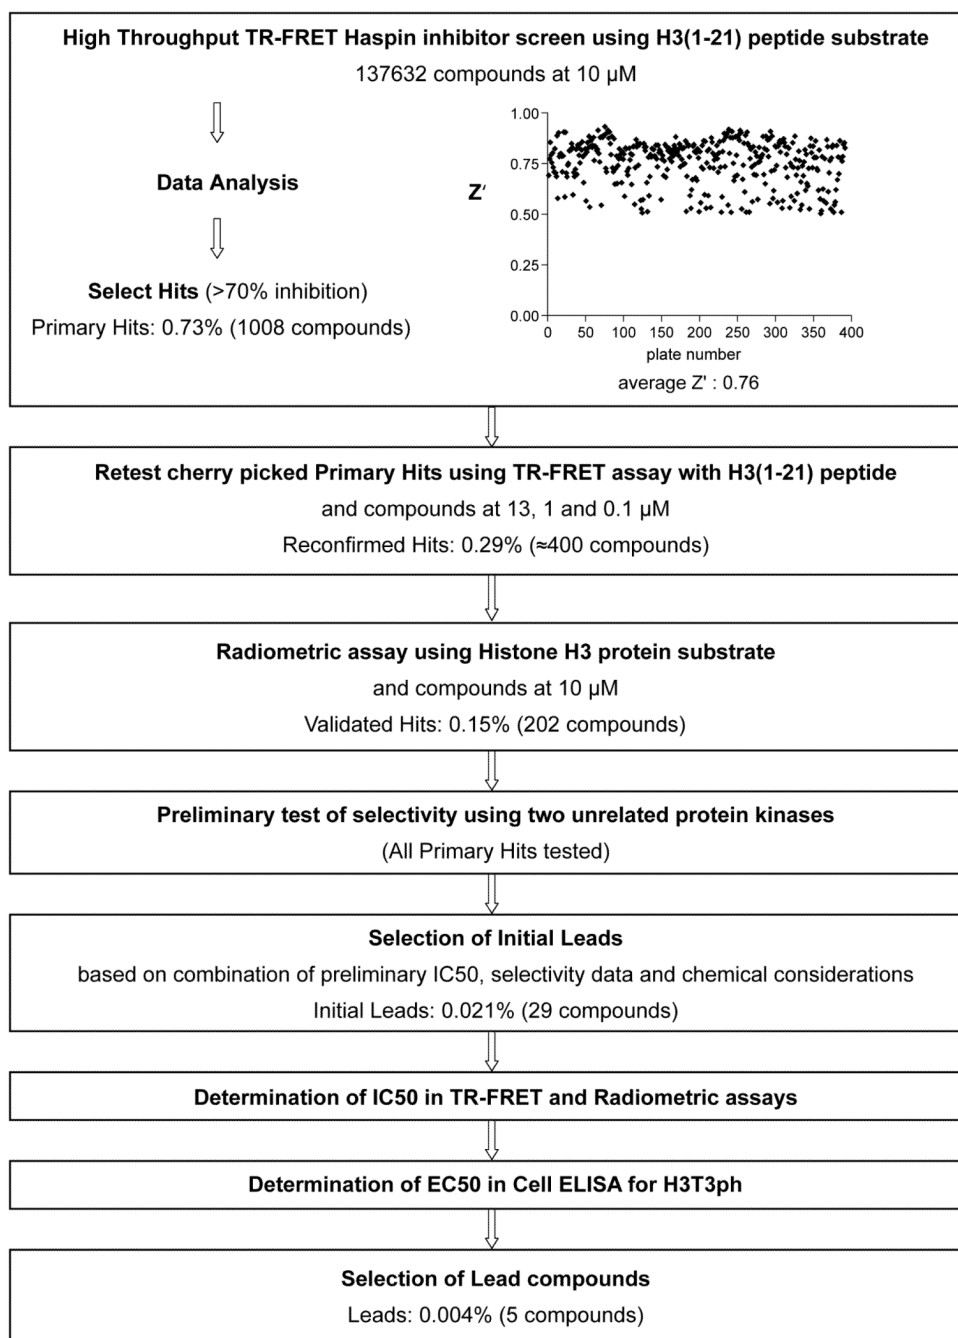 High Throughput TR-FRET Haspin inhibitor screen using H3(1-21) peptide substrate
137632 compounds at 10 µM
Data Analysis
Select Hits (>70% inhibition)
Primary Hits: 0.73% (1008 compounds)
Z′
1.00
0.75
0.50
0.25
0.00
0 50 100 150 200 250 300 350 400
plate number
average Z' : 0.76
Retest cherry picked Primary Hits using TR-FRET assay with H3(1-21) peptide
and compounds at 13, 1 and 0.1 µM
Reconfirmed Hits: 0.29% (≈400 compounds)
Radiometric assay using Histone H3 protein substrate
and compounds at 10 µM
Validated Hits: 0.15% (202 compounds)
Preliminary test of selectivity using two unrelated protein kinases
(All Primary Hits tested)
Selection of Initial Leads
based on combination of preliminary IC50, selectivity data and chemical considerations
Initial Leads: 0.021% (29 compounds)
Determination of IC50 in TR-FRET and Radiometric assays
Determination of EC50 in Cell ELISA for H3T3ph
Selection of Lead compounds
Leads: 0.004% (5 compounds)